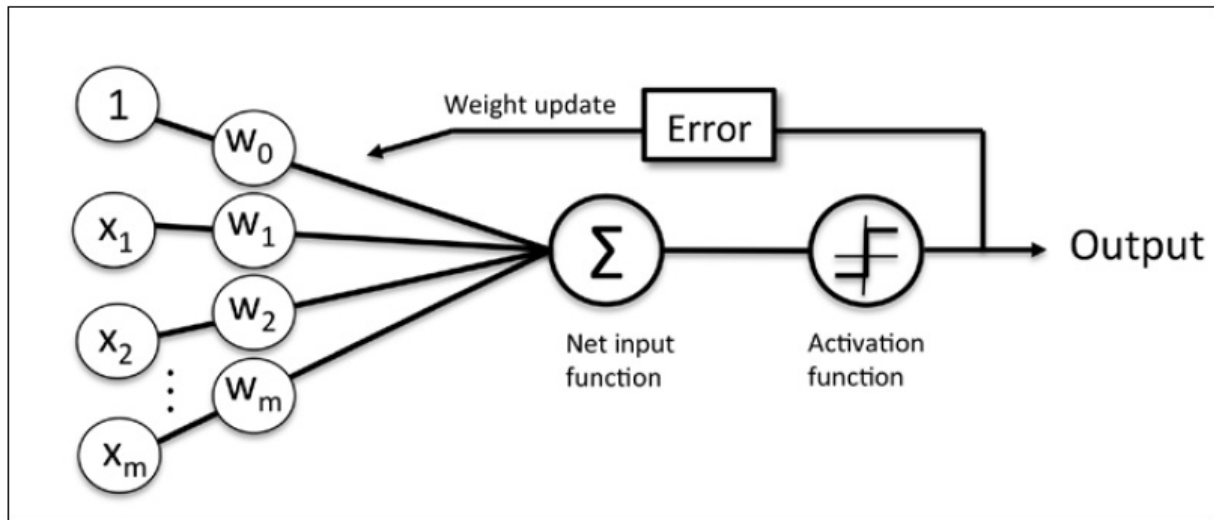 1
w₀
Weight update
Error
x₁
w₁
Σ
Output
x₂
w₂
Net input
function
Activation
function
⋮
wₘ
xₘ